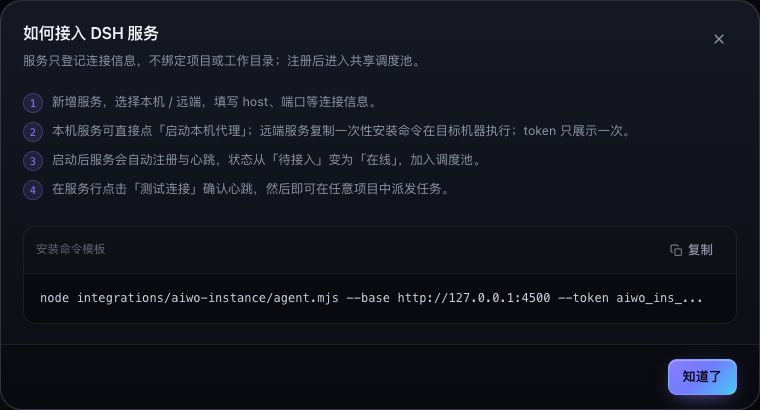 如何接入 DSH 服务
服务只登记连接信息，不绑定项目或工作目录；注册后进入共享调度池。
1 新增服务，选择本机 / 远端，填写 host、端口等连接信息。
2 本机服务可直接点「启动本机代理」；远端服务复制一次性安装命令在目标机器执行；token 只展示一次。
3 启动后服务会自动注册与心跳，状态从「待接入」变为「在线」，加入调度池。
4 在服务行点击「测试连接」确认心跳，然后即可在任意项目中派发任务。
安装命令模板 复制
node integrations/aiwo-instance/agent.mjs --base http://127.0.0.1:4500 --token aiwo_ins_...
知道了